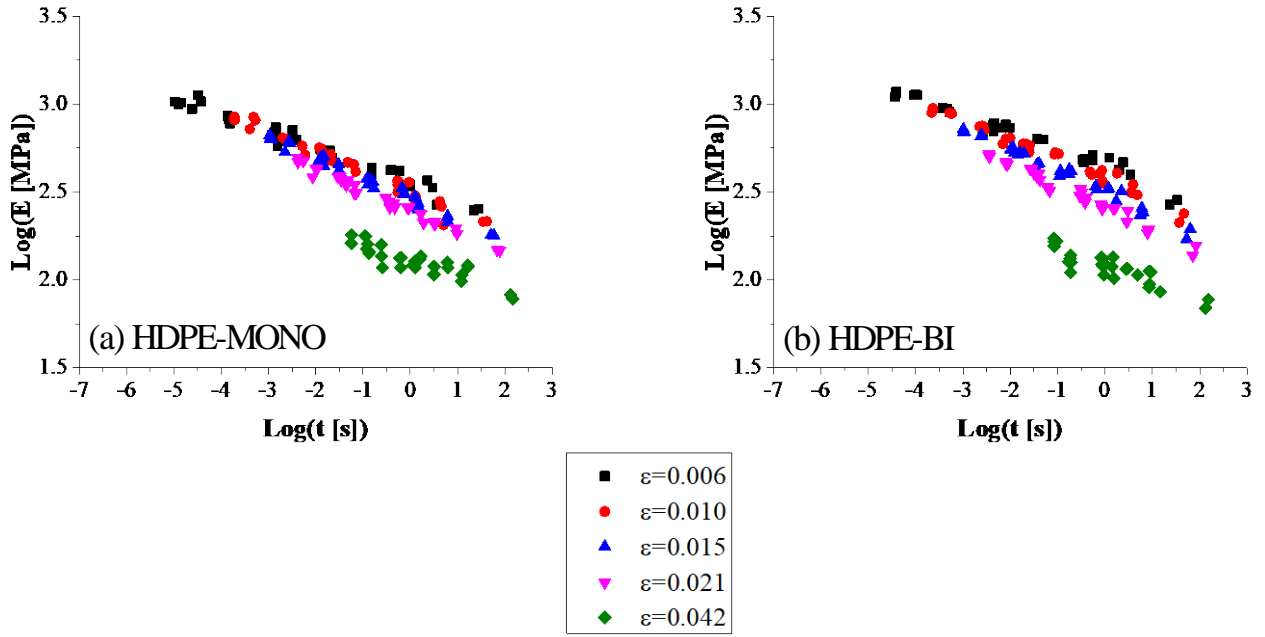 3.5
3.0
2.5
2.0
1.5
Log(E [MPa])
(a) HDPE-MONO
-7 -6 -5 -4 -3 -2 -1 0 1 2 3
Log(t [s])
3.5
3.0
2.5
2.0
1.5
Log(E [MPa])
(b) HDPE-BI
-7 -6 -5 -4 -3 -2 -1 0 1 2 3
Log(t [s])
ε=0.006
ε=0.010
ε=0.015
ε=0.021
ε=0.042